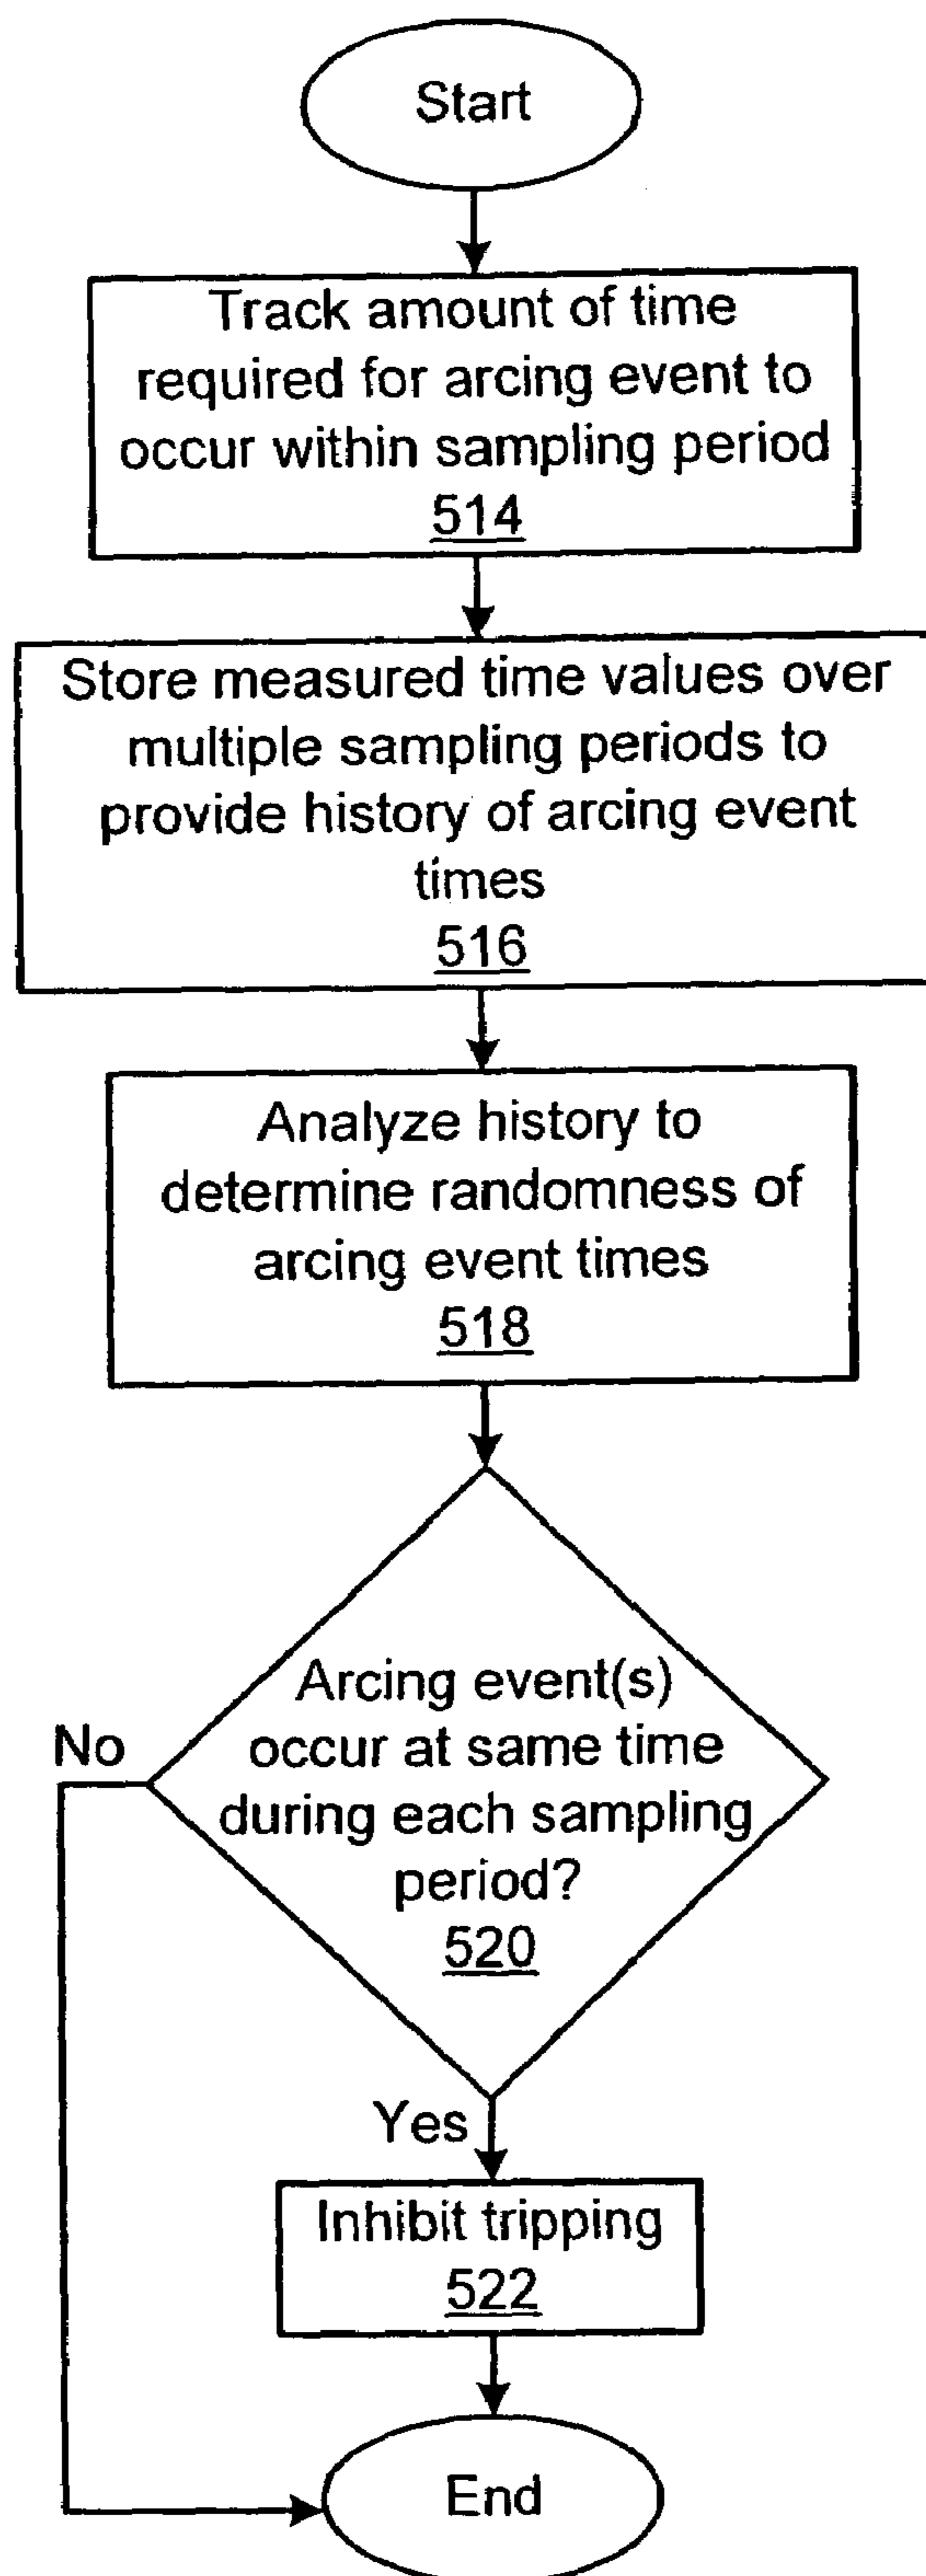 Start
Track amount of time
required for arcing event to
occur within sampling period
514
Store measured time values over
multiple sampling periods to
provide history of arcing event
times
516
Analyze history to
determine randomness of
arcing event times
518
Arcing event(s)
occur at same time
during each sampling
period?
520
No
Yes
Inhibit tripping
522
End